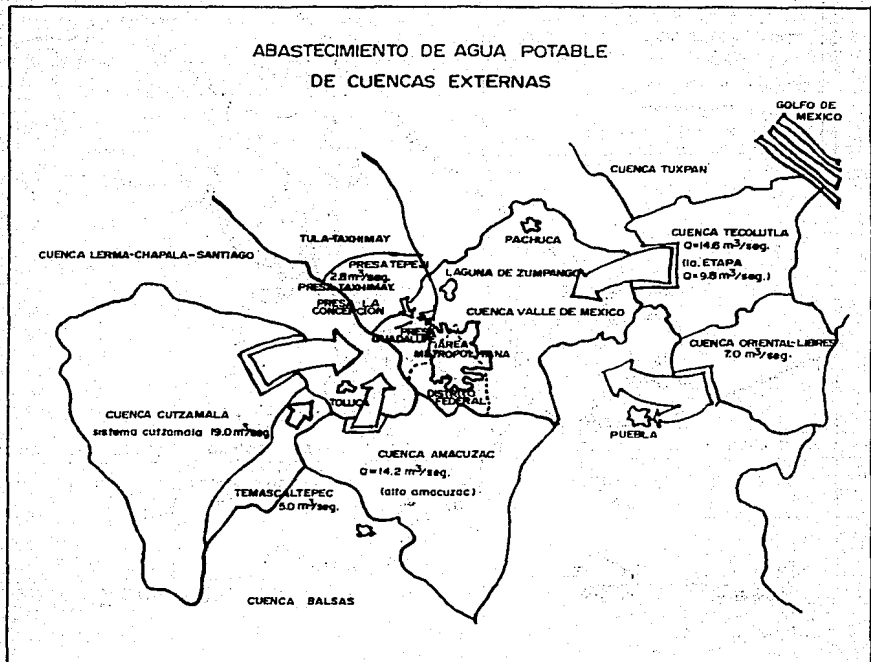 ABASTECIMIENTO DE AGUA POTABLE
DE CUENCAS EXTERNAS
GOLFO DE
MEXICO
CUENCA TUXPAN
CUENCA TECOLUTLA
Q=14.6 m³/seg.
(1a. ETAPA
Q=9.8 m³/seg.)
PACHUCA
TULA-TAXHIMAY
CUENCA LERMA-CHAPALA-SANTIAGO
PRESA TEPEJI
2.8 m³/seg.
PRESA TAXHIMAY
PRESA LA
CONCEPCION
LAGUNA DE ZUMPANGO
CUENCA VALLE DE MEXICO
PRESA
GUADALUPE
AREA
METROPOLITANA
CUENCA ORIENTAL-LIBRES
7.0 m³/seg.
DISTRITO
FEDERAL
TOLUCA
CUENCA CUTZAMALA
sistema cutzamala 19.0 m³/seg.
PUEBLA
CUENCA AMACUZAC
Q=14.2 m³/seg.
(alto amacuzac)
TEMASCALTEPEC
5.0 m³/seg.
CUENCA BALSAS